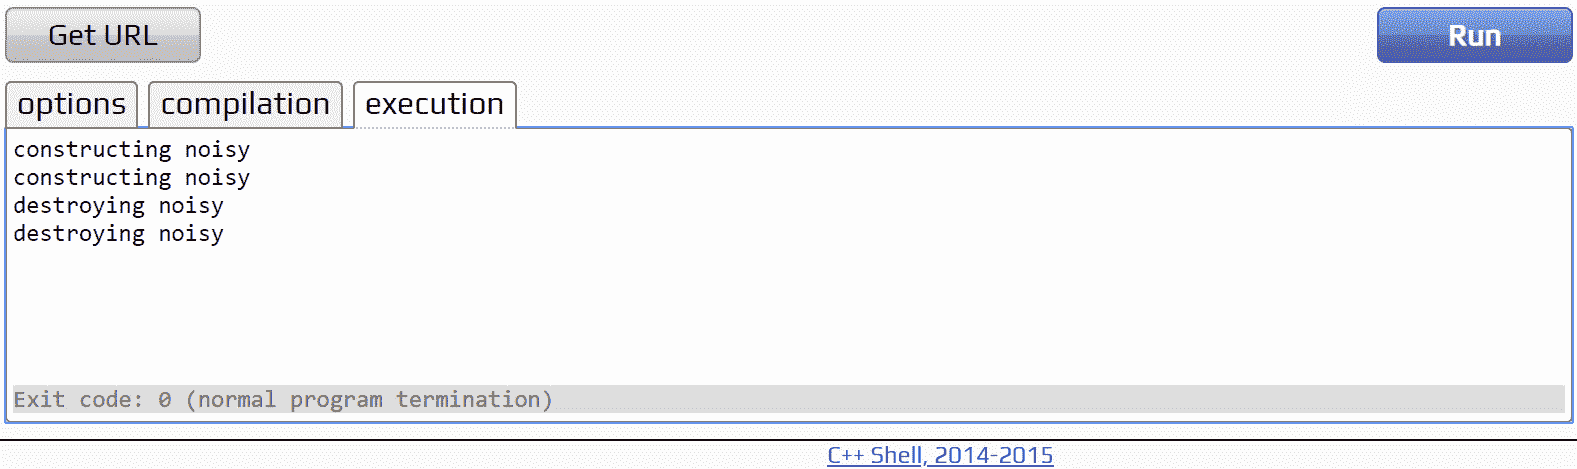 Get URL
Run
options
compilation
execution
constructing noisy
constructing noisy
destroying noisy
destroying noisy
Exit code: 0 (normal program termination)
C++ Shell, 2014-2015